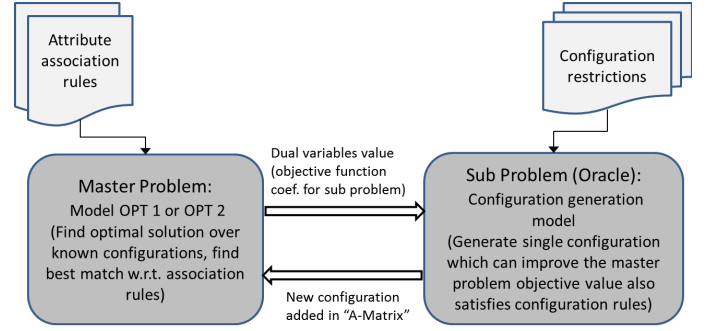 Attribute
association
rules
Configuration
restrictions
Dual variables value
(objective function
coef. for sub problem)
Master Problem:
Model OPT 1 or OPT 2
(Find optimal solution over
known configurations, find
best match w.r.t. association
rules)
Sub Problem (Oracle):
Configuration generation
model
(Generate single configuration
which can improve the master
problem objective value also
satisfies configuration rules)
New configuration
added in “A-Matrix”